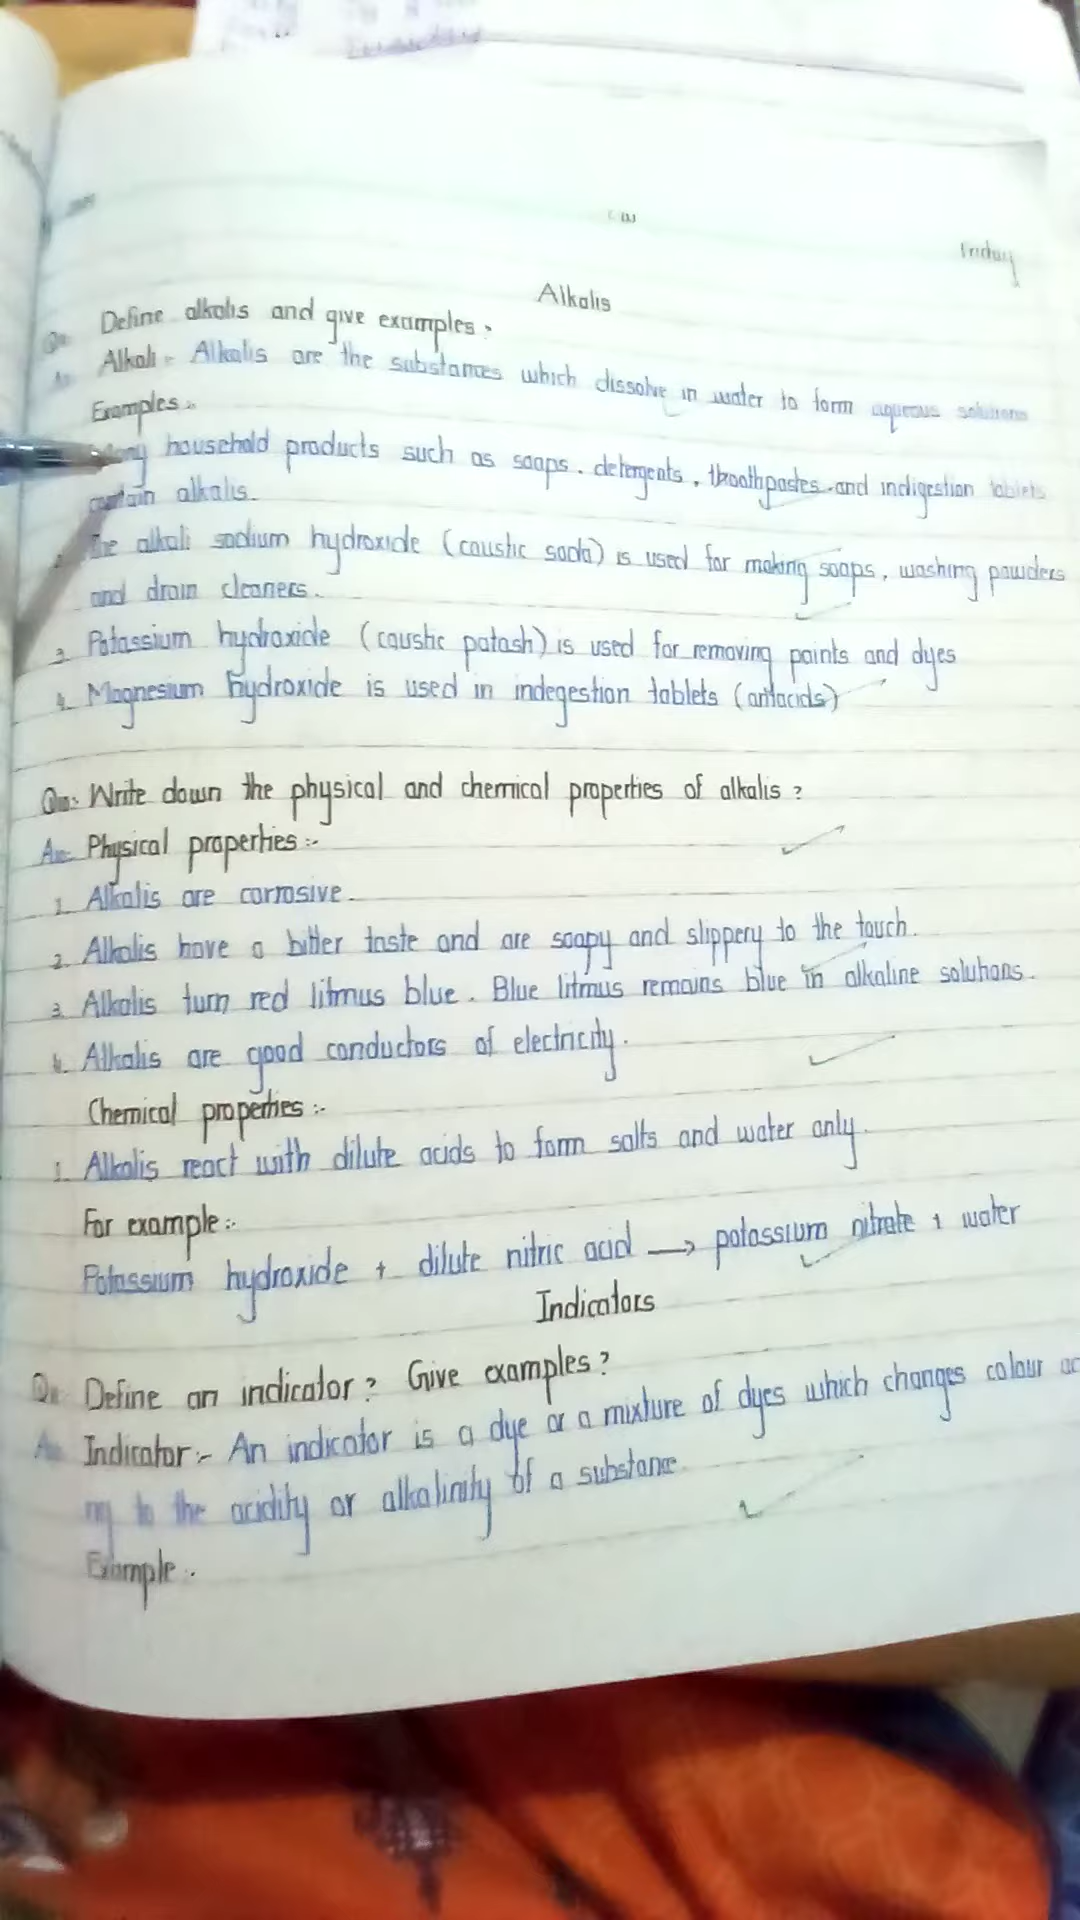 C.W
Friday
Alkalis
Define alkalis and give examples.
Alkali = Alkalis are the substances which dissolve in water to form aqueous solutions
Examples:-
Many household products such as soaps, detergents, thoothpastes and indigestion tablets
contain alkalis.
The alkali sodium hydroxide (caustic soda) is used for making soaps, washing powders
and drain cleaners.
3. Potassium hydroxide (caustic potash) is used for removing paints and dyes
4. Magnesium hydroxide is used in indegestion tablets (antacids)
Qus: Write down the physical and chemical properties of alkalis ?
Ans: Physical properties :-
1. Alkalis are corrosive.
2. Alkalis have a bitter taste and are soapy and slippery to the touch.
3. Alkalis turn red litmus blue. Blue litmus remains blue in alkaline solutions.
4. Alkalis are good conductors of electricity.
Chemical properties :-
1. Alkalis react with dilute acids to form salts and water only.
For example :-
Potassium hydroxide + dilute nitric acid → potassium nitrate + water
Indicators
Define an indicator? Give examples?
Indicator:- An indicator is a dye or a mixture of dyes which changes colour ac
ng to the acidity or alkalinity of a substance.
Example :-